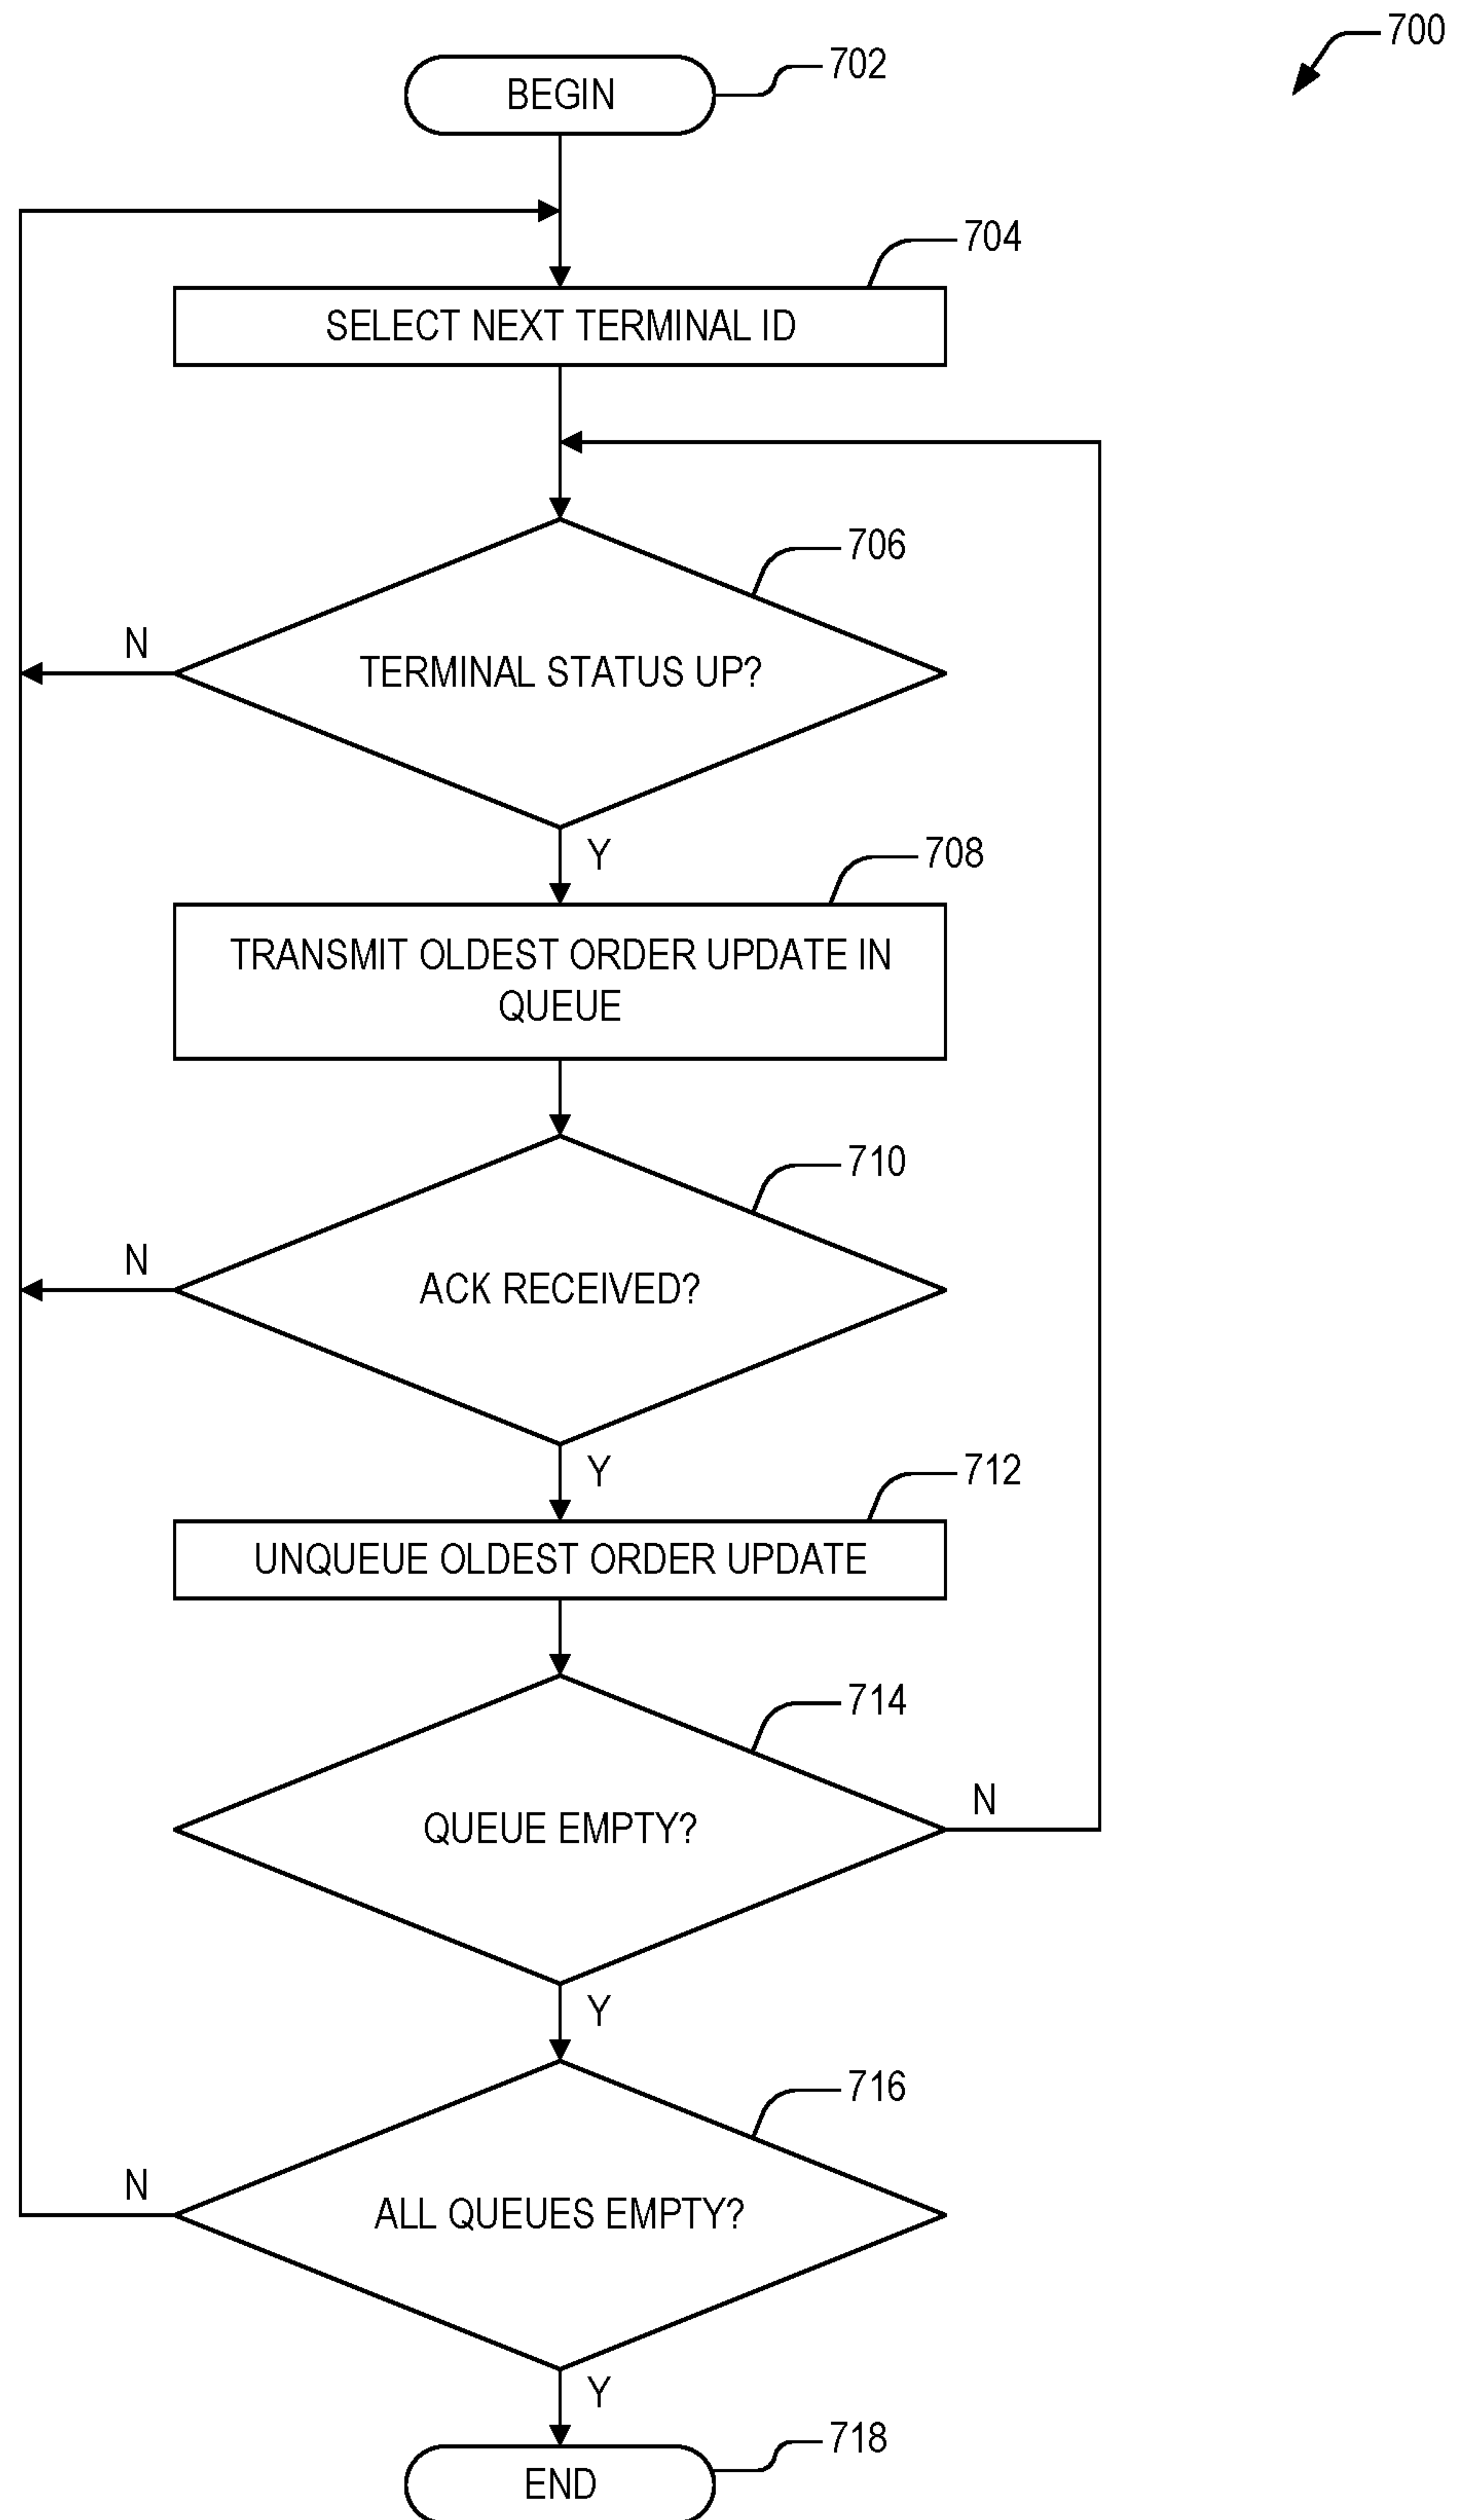 700
702
BEGIN
704
SELECT NEXT TERMINAL ID
706
N
TERMINAL STATUS UP?
Y
708
TRANSMIT OLDEST ORDER UPDATE IN
QUEUE
710
N
ACK RECEIVED?
Y
712
UNQUEUE OLDEST ORDER UPDATE
714
N
QUEUE EMPTY?
Y
716
N
ALL QUEUES EMPTY?
Y
718
END